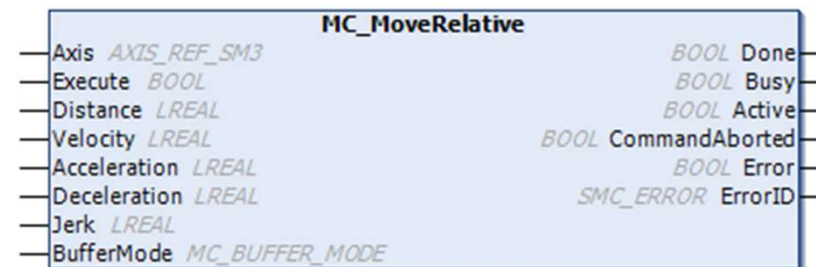 MC_MoveRelative
Axis AXIS_REF_SM3 BOOL Done
Execute BOOL BOOL Busy
Distance LREAL BOOL Active
Velocity LREAL BOOL CommandAborted
Acceleration LREAL BOOL Error
Deceleration LREAL SMC_ERROR ErrorID
Jerk LREAL
BufferMode MC_BUFFER_MODE